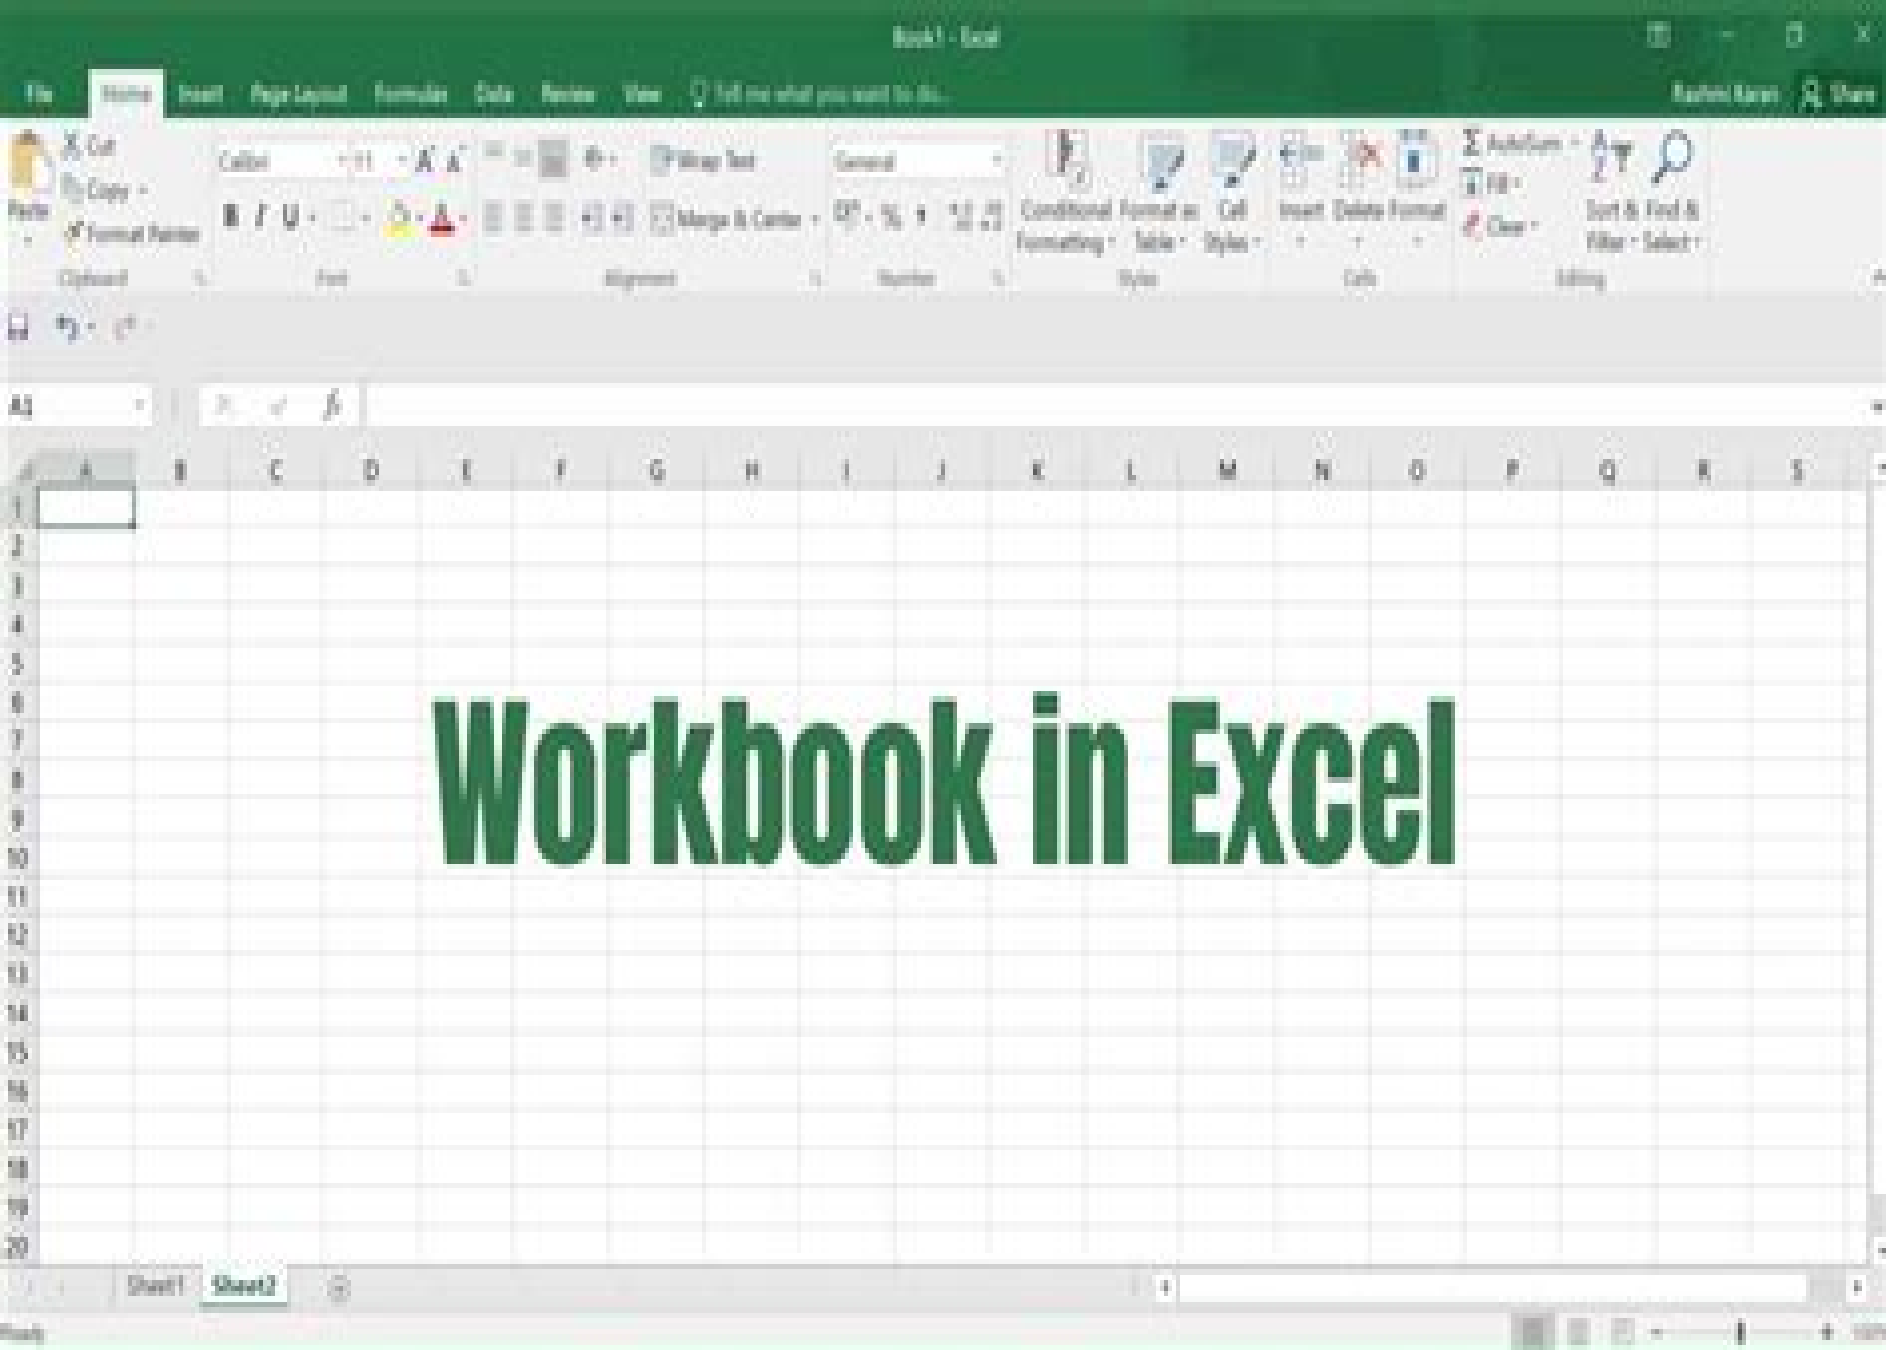 Book1 - Excel
File Home Insert Page Layout Formulas Data Review View Tell me what you want to do... Share
Paste
Cut
Copy
Format Painter
Clipboard
Calibri 11
B I U
Font
Wrap Text
Merge & Center
Alignment
General
%
Number
Conditional Formatting
Format as Table
Cell Styles
Styles
Insert Delete Format
Cells
AutoSum
Fill
Clear
Sort & Filter
Find & Select
Editing
A1
fx
A B C D E F G H I J K L M N O P Q R S
1
2
3
4
5
6
7
8
9
10
11
12
13
14
15
16
17
18
19
20
Workbook in Excel
Sheet1 Sheet2
Ready